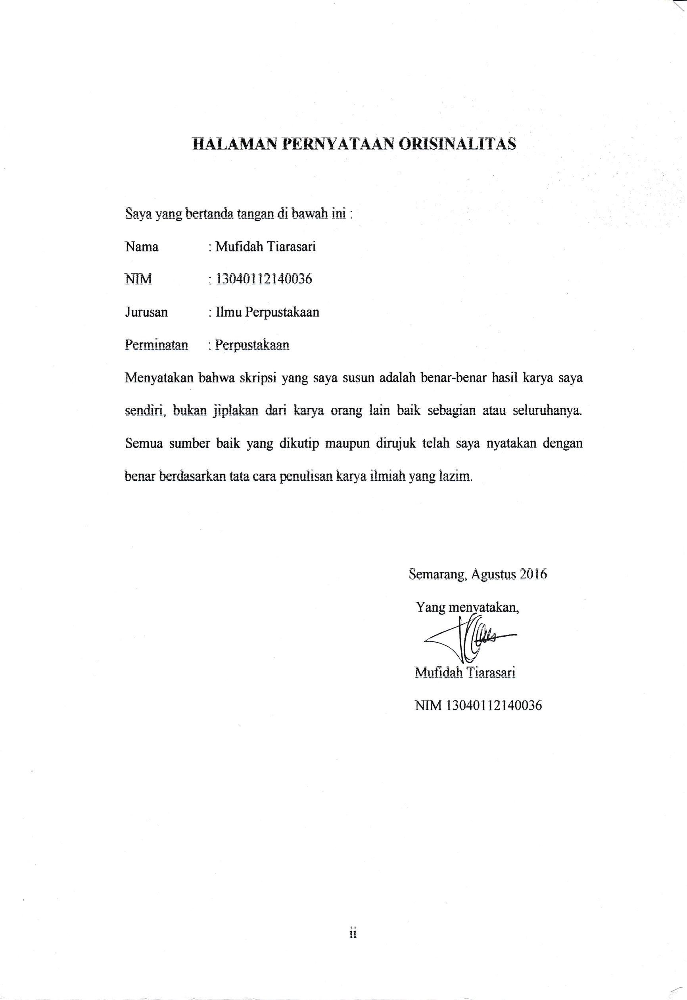 HALAMAN PERNYATAAN ORISINALITAS
Saya yang bertanda tangan di bawah ini :
Nama : Mufidah Tiarasari
NIM : 13040112140036
Jurusan : Ilmu Perpustakaan
Perminatan : Perpustakaan
Menyatakan bahwa skripsi yang saya susun adalah benar-benar hasil karya saya
sendiri, bukan jiplakan dari karya orang lain baik sebagian atau seluruhanya.
Semua sumber baik yang dikutip maupun dirujuk telah saya nyatakan dengan
benar berdasarkan tata cara penulisan karya ilmiah yang lazim.
Semarang, Agustus 2016
Yang menyatakan,
Mufidah Tiarasari
NIM 13040112140036
ii